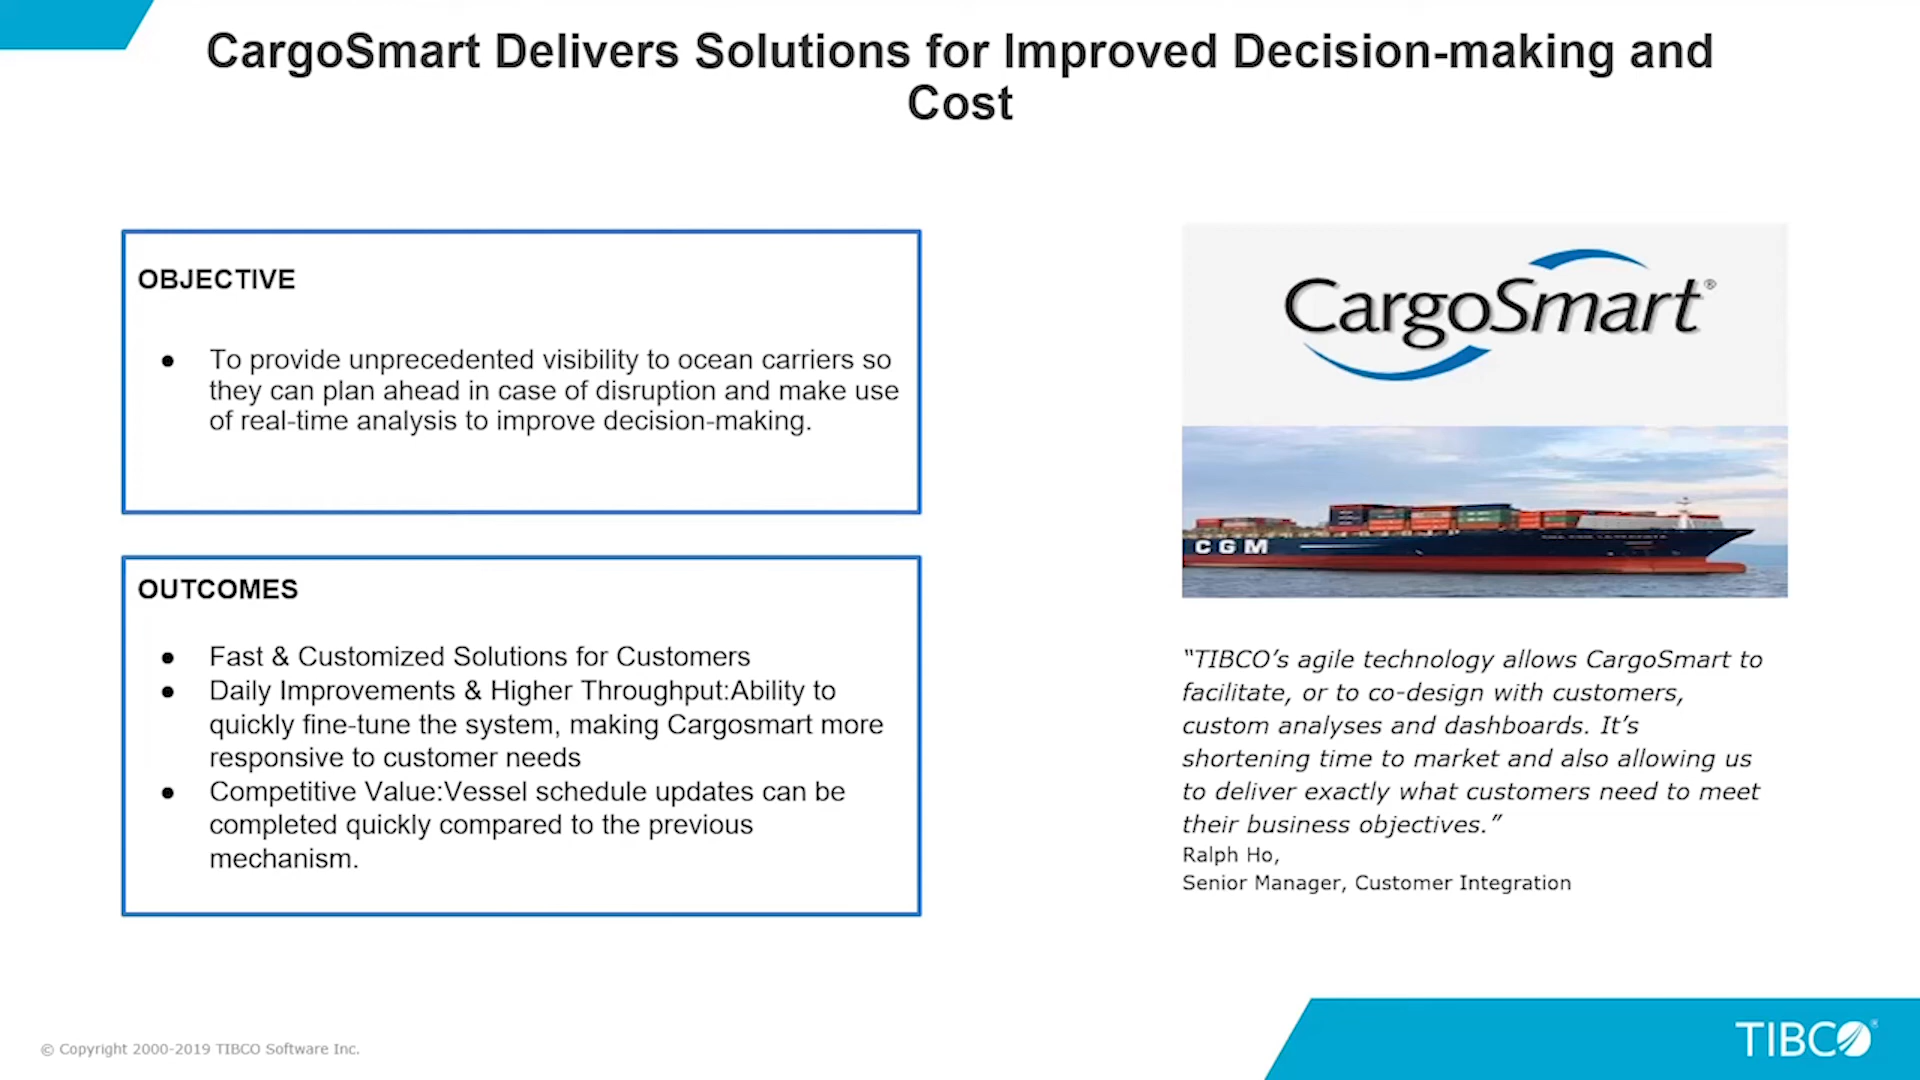 CargoSmart Delivers Solutions for Improved Decision-making and
Cost
OBJECTIVE
● To provide unprecedented visibility to ocean carriers so
they can plan ahead in case of disruption and make use
of real-time analysis to improve decision-making.
OUTCOMES
● Fast & Customized Solutions for Customers
● Daily Improvements & Higher Throughput:Ability to
quickly fine-tune the system, making Cargosmart more
responsive to customer needs
● Competitive Value:Vessel schedule updates can be
completed quickly compared to the previous
mechanism.
CargoSmart®
CGM
“TIBCO’s agile technology allows CargoSmart to
facilitate, or to co-design with customers,
custom analyses and dashboards. It’s
shortening time to market and also allowing us
to deliver exactly what customers need to meet
their business objectives.”
Ralph Ho,
Senior Manager, Customer Integration
© Copyright 2000-2019 TIBCO Software Inc.
TIBCO®